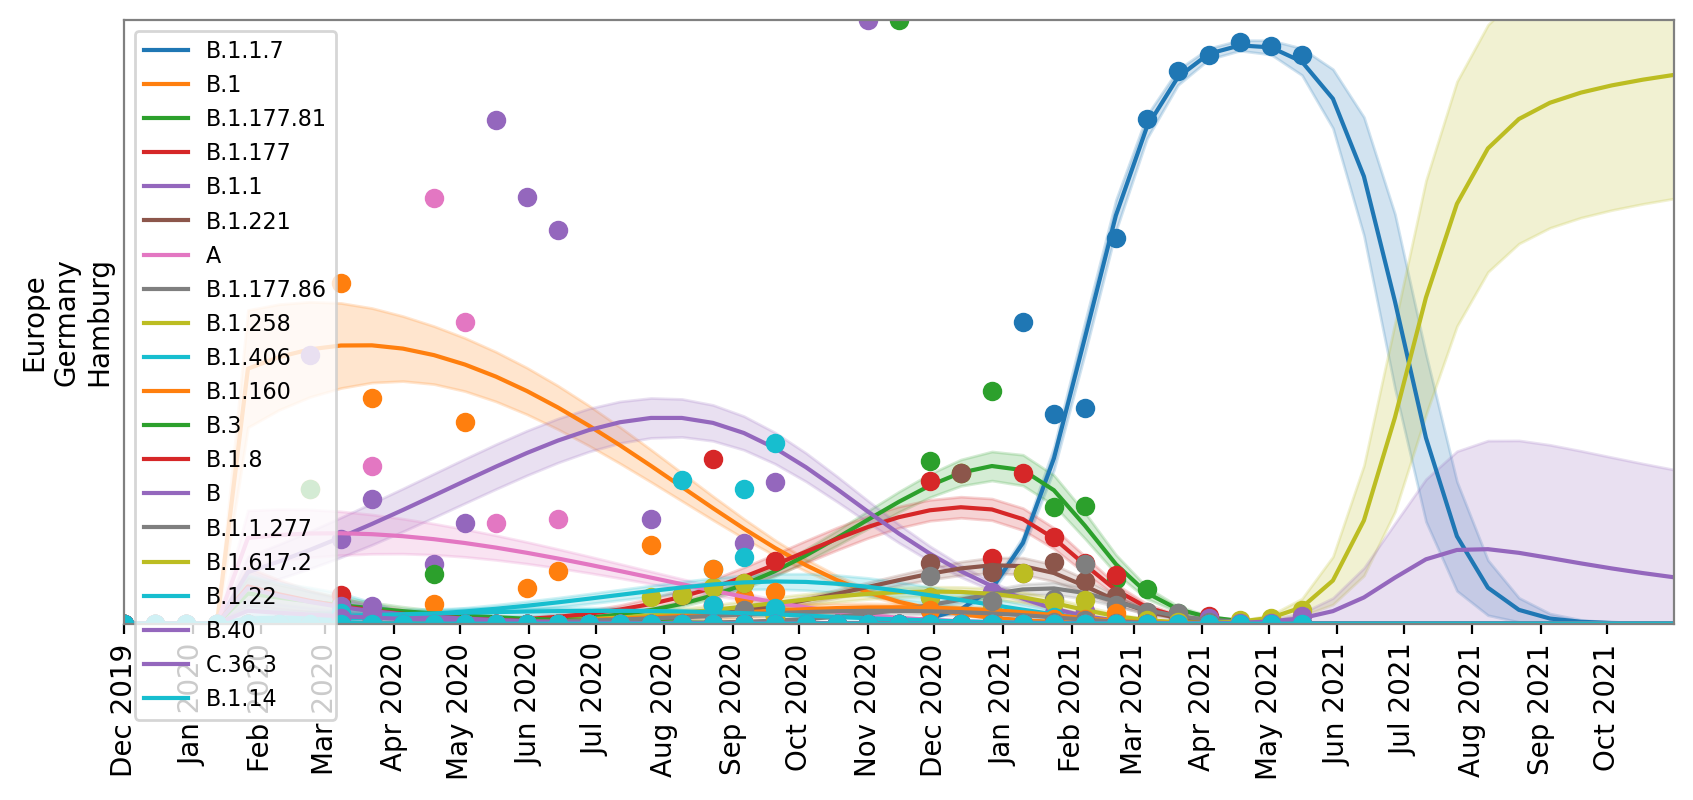 B.1.1.7
B.1
B.1.177.81
B.1.177
B.1.1
B.1.221
A
B.1.177.86
B.1.258
B.1.406
B.1.160
B.3
B.1.8
B
B.1.1.277
B.1.617.2
B.1.22
B.40
C.36.3
B.1.14
Europe
Germany
Hamburg
Dec 2019
Jan 2020
Feb 2020
Mar 2020
Apr 2020
May 2020
Jun 2020
Jul 2020
Aug 2020
Sep 2020
Oct 2020
Nov 2020
Dec 2020
Jan 2021
Feb 2021
Mar 2021
Apr 2021
May 2021
Jun 2021
Jul 2021
Aug 2021
Sep 2021
Oct 2021